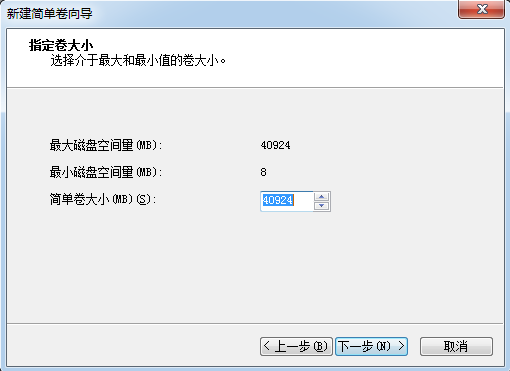 新建简单卷向导
指定卷大小
选择介于最大和最小值的卷大小。
最大磁盘空间量(MB): 40924
最小磁盘空间量(MB): 8
简单卷大小(MB)(S): 40924
< 上一步(B) 下一步(N) > 取消